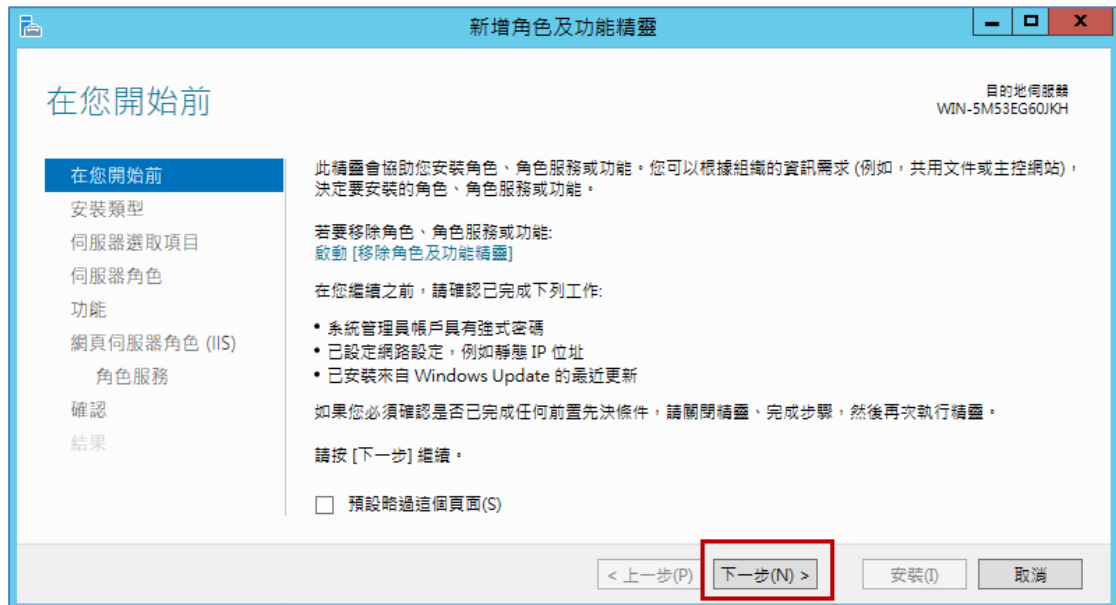 新增角色及功能精靈
在您開始前
目的地伺服器
WIN-5M53EG60JKH
在您開始前
安裝類型
伺服器選取項目
伺服器角色
功能
網頁伺服器角色 (IIS)
角色服務
確認
結果
此精靈會協助您安裝角色、角色服務或功能。您可以根據組織的資訊需求 (例如，共用文件或主控網站)，
決定要安裝的角色、角色服務或功能。
若要移除角色、角色服務或功能:
啟動 [移除角色及功能精靈]
在您繼續之前，請確認已完成下列工作:
• 系統管理員帳戶具有強式密碼
• 已設定網路設定，例如靜態 IP 位址
• 已安裝來自 Windows Update 的最近更新
如果您必須確認是否已完成任何前置先決條件，請關閉精靈、完成步驟，然後再次執行精靈。
請按 [下一步] 繼續。
預設略過這個頁面(S)
< 上一步(P)
下一步(N) >
安裝(I)
取消